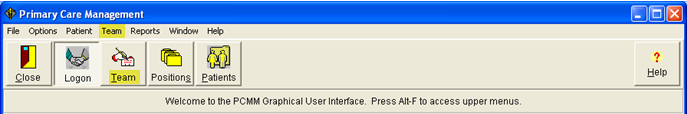 Primary Care Management
File Options Patient Team Reports Window Help
Close Logon Team Positions Patients Help
Welcome to the PCMM Graphical User Interface. Press Alt-F to access upper menus.